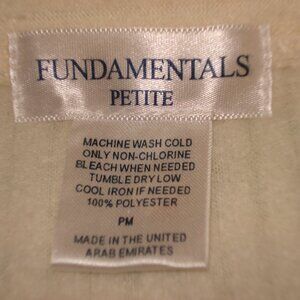 FUNDAMENTALS
PETITE
MACHINE WASH COLD
ONLY NON-CHLORINE
BLEACH WHEN NEEDED
TUMBLE DRY LOW
COOL IRON IF NEEDED
100% POLYESTER
PM
MADE IN THE UNITED
ARAB EMIRATES